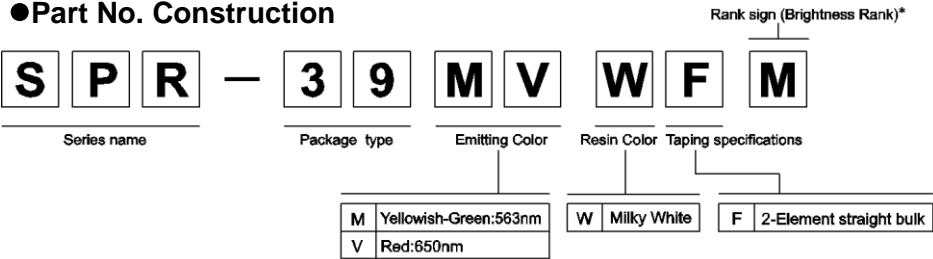 ●Part No. Construction
Rank sign (Brightness Rank)*
S P R – 3 9 M V W F M
Series name Package type Emitting Color Resin Color Taping specifications
M Yellowish-Green:563nm W Milky White F 2-Element straight bulk
V Red:650nm